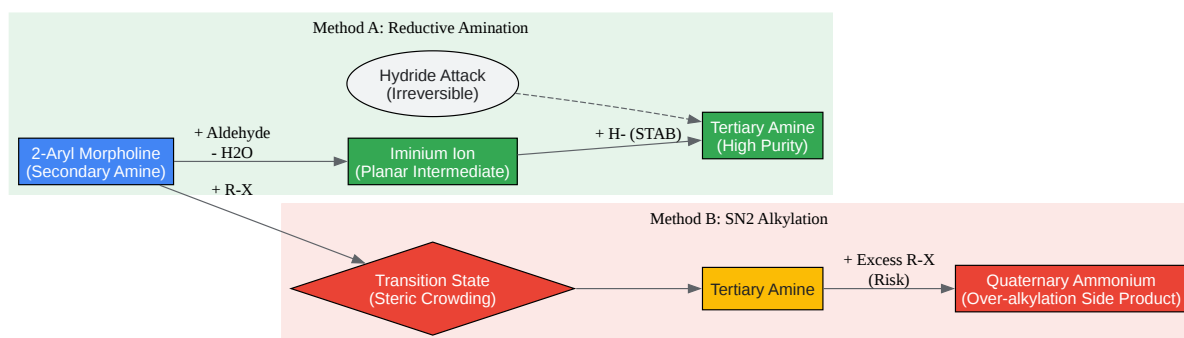 Method A: Reductive Amination
Hydride Attack
(Irreversible)
+ Aldehyde
- H2O
+ H- (STAB)
Tertiary Amine
(High Purity)
2-Aryl Morpholine
(Secondary Amine)
Iminium Ion
(Planar Intermediate)
+ R-X
Method B: SN2 Alkylation
Transition State
(Steric Crowding)
Tertiary Amine
+ Excess R-X
(Risk)
Quaternary Ammonium
(Over-alkylation Side Product)